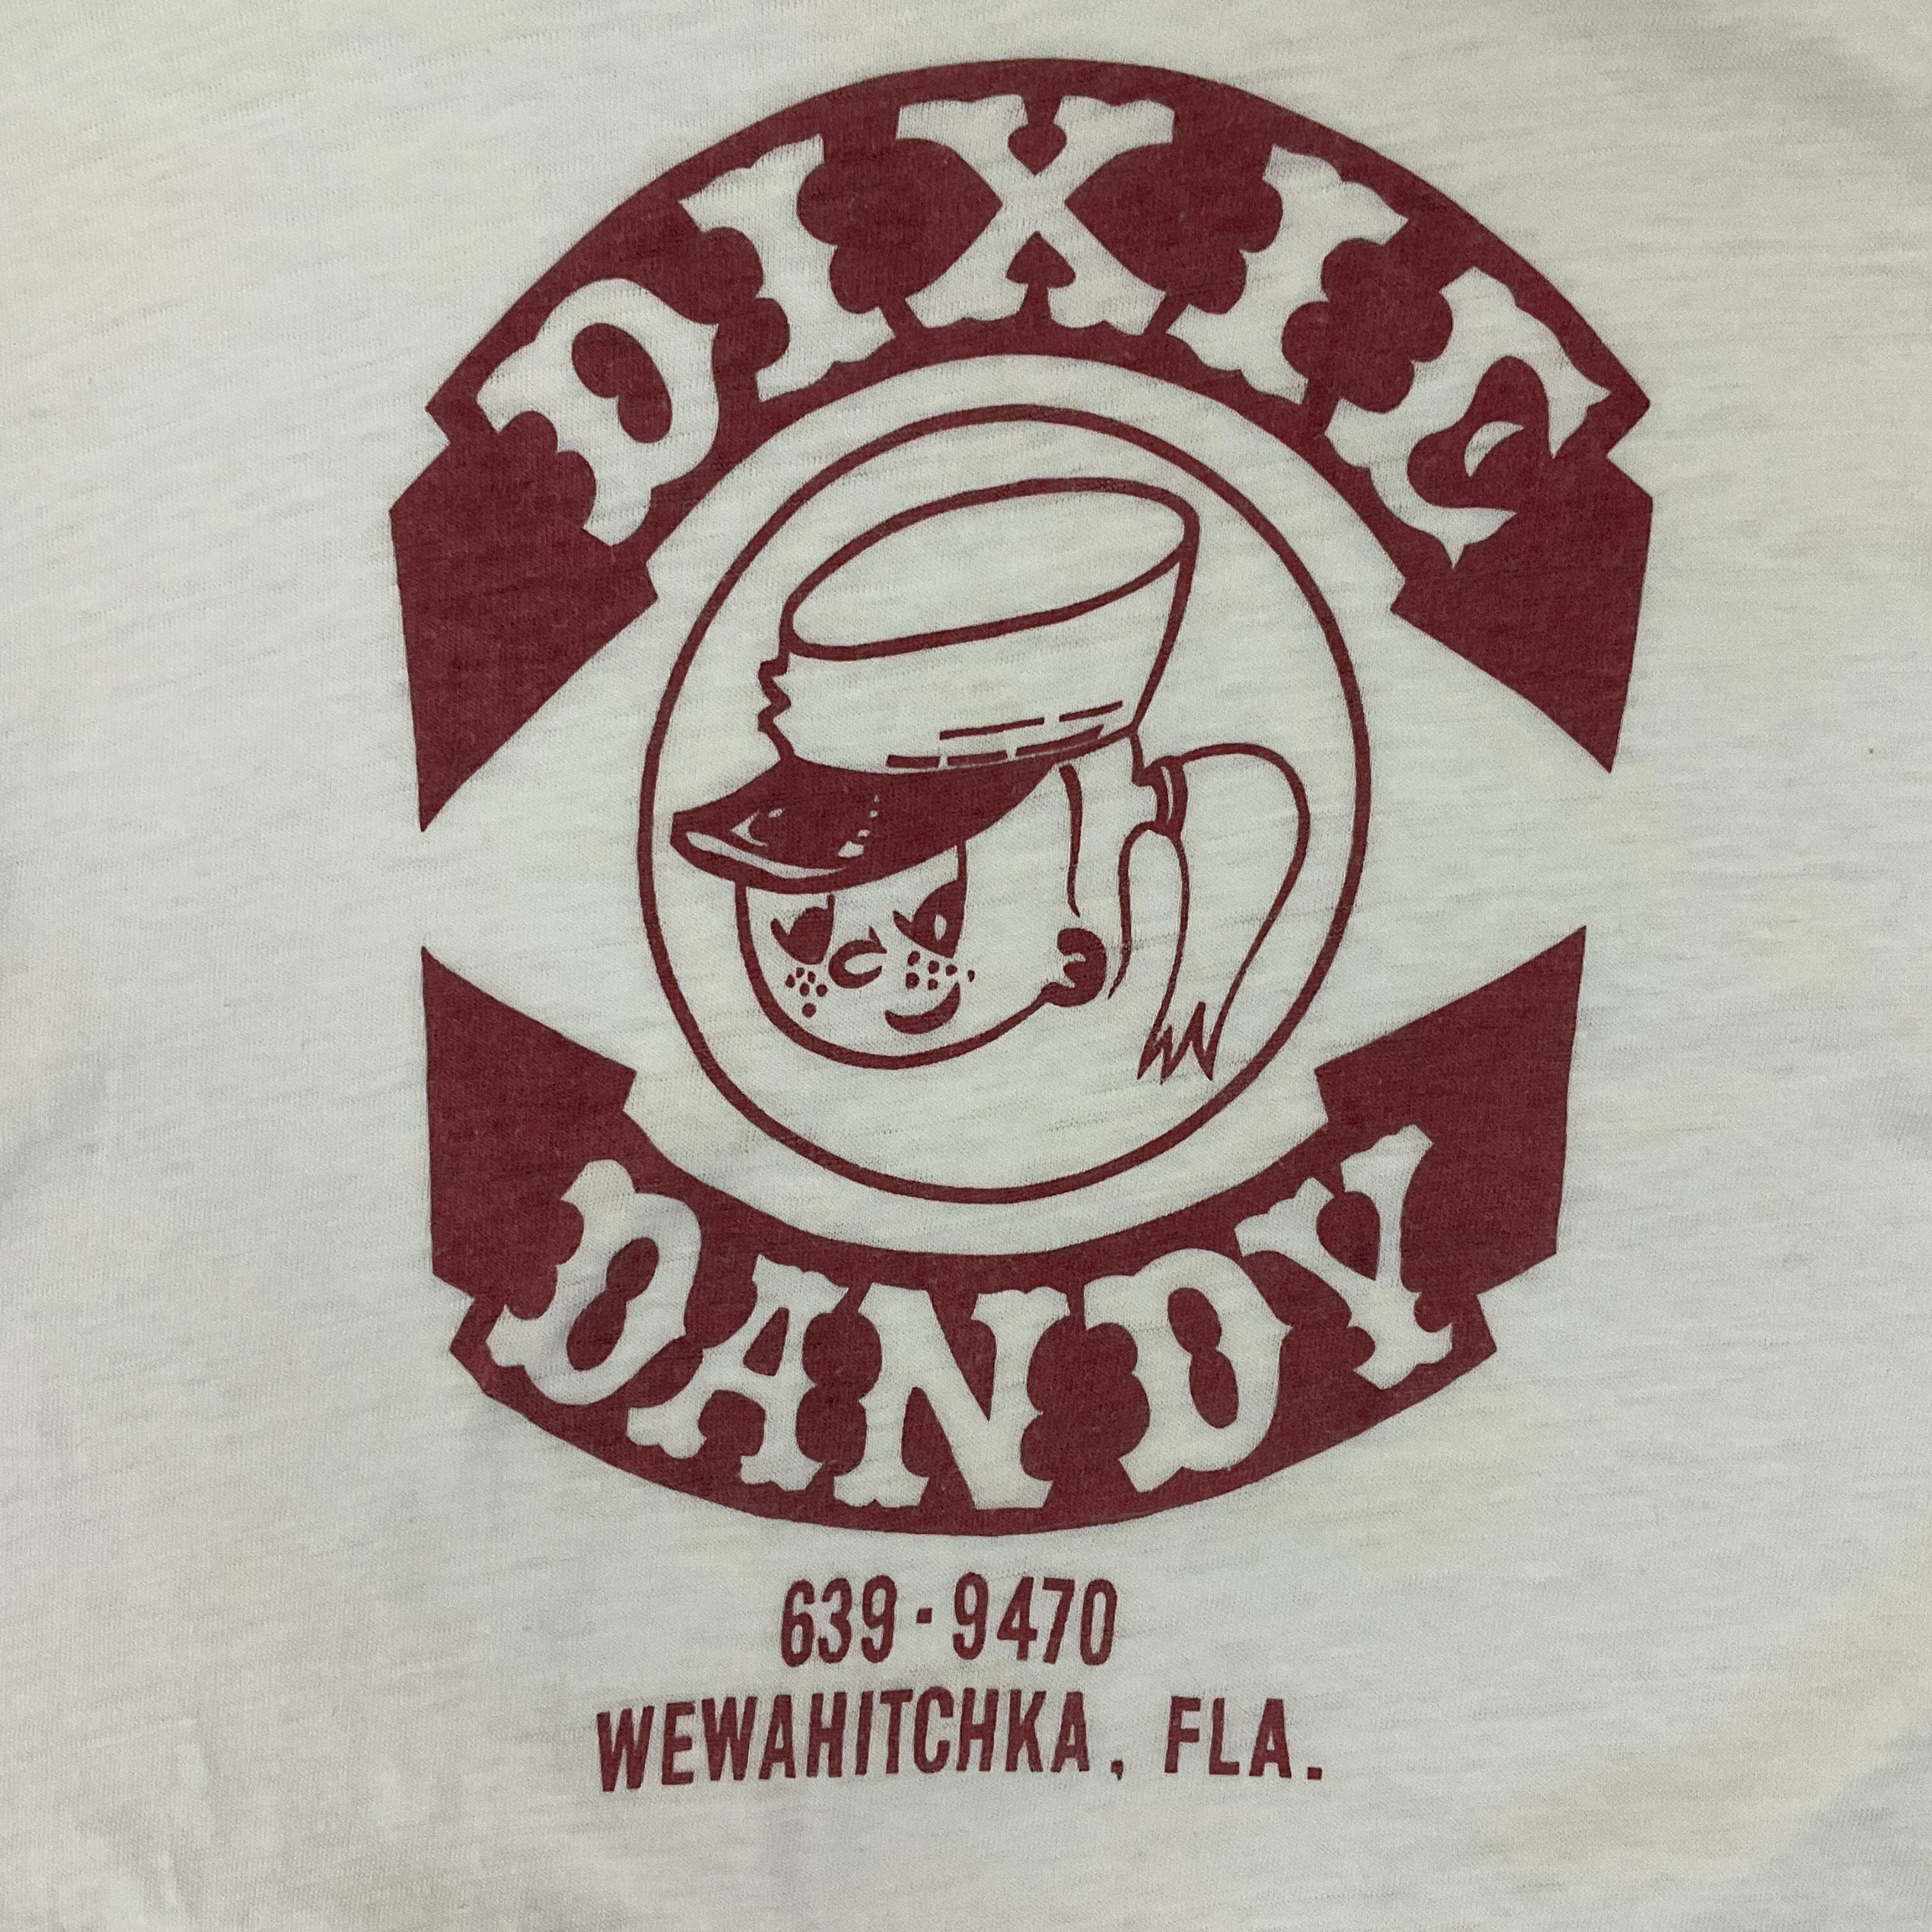 DIXIE
DANDY
639-9470
WEWAHITCHKA, FLA.